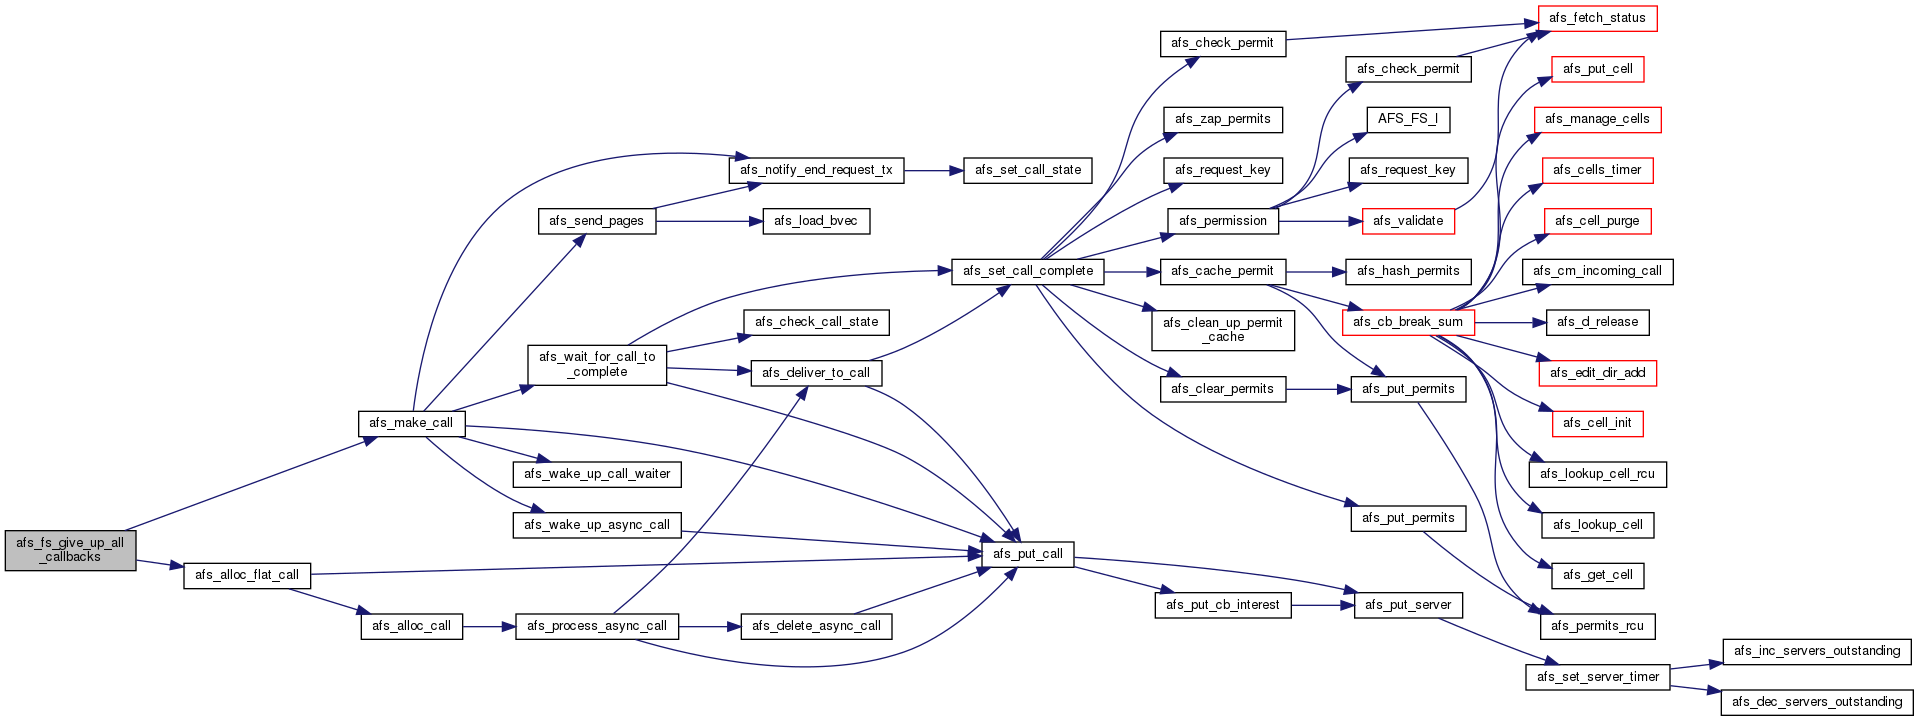 afs_fs_give_up_all
_callbacks
afs_make_call
afs_alloc_flat_call
afs_alloc_call
afs_send_pages
afs_wait_for_call_to
_complete
afs_wake_up_call_waiter
afs_wake_up_async_call
afs_process_async_call
afs_notify_end_request_tx
afs_load_bvec
afs_check_call_state
afs_deliver_to_call
afs_delete_async_call
afs_set_call_state
afs_set_call_complete
afs_put_call
afs_check_permit
afs_zap_permits
afs_request_key
afs_permission
afs_cache_permit
afs_clean_up_permit
_cache
afs_clear_permits
afs_put_cb_interest
afs_check_permit
AFS_FS_I
afs_request_key
afs_validate
afs_hash_permits
afs_cb_break_sum
afs_put_permits
afs_put_permits
afs_put_server
afs_fetch_status
afs_put_cell
afs_manage_cells
afs_cells_timer
afs_cell_purge
afs_cm_incoming_call
afs_d_release
afs_edit_dir_add
afs_cell_init
afs_lookup_cell_rcu
afs_lookup_cell
afs_get_cell
afs_permits_rcu
afs_set_server_timer
afs_inc_servers_outstanding
afs_dec_servers_outstanding